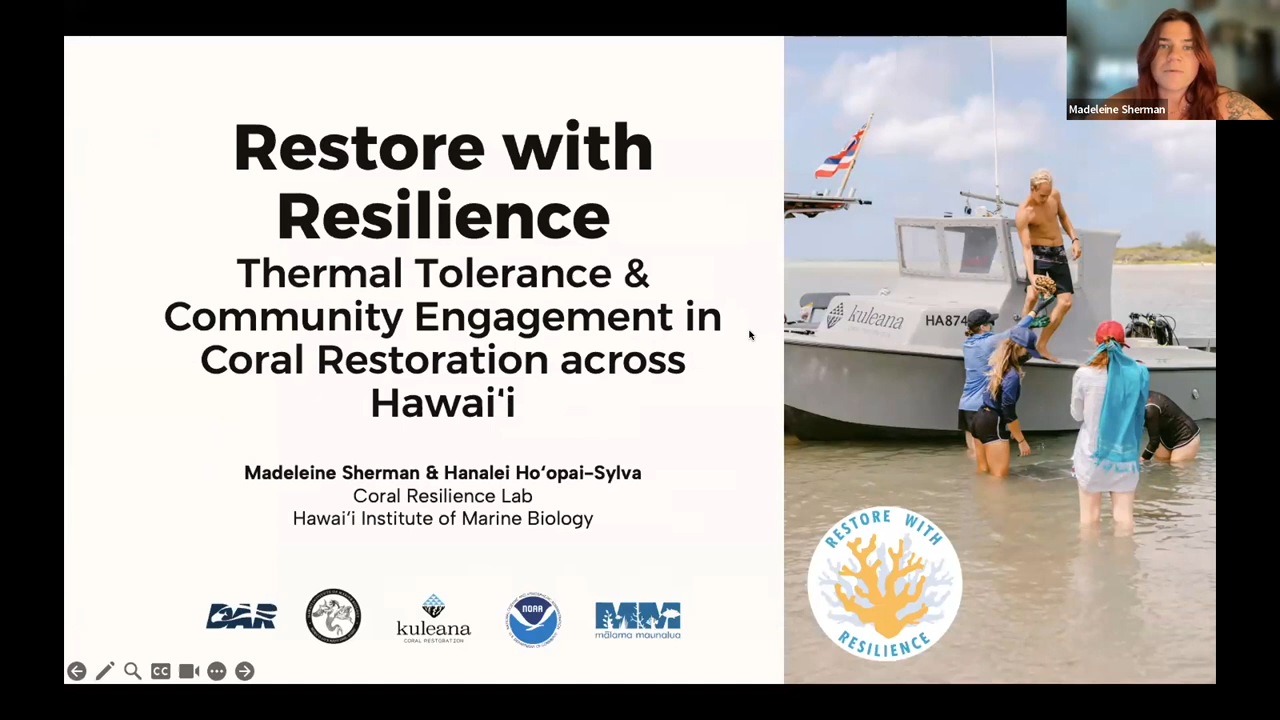 Restore with
Resilience
Thermal Tolerance &
Community Engagement in
Coral Restoration across
Hawaiʻi
Madeleine Sherman & Hanalei Hoʻopai-Sylva
Coral Resilience Lab
Hawaiʻi Institute of Marine Biology
DAR
kuleana
CORAL RESTORATION
NOAA
MM
mālama maunalua
CC
kuleana
HA874
RESTORE WITH
RESILIENCE
Madeleine Sherman